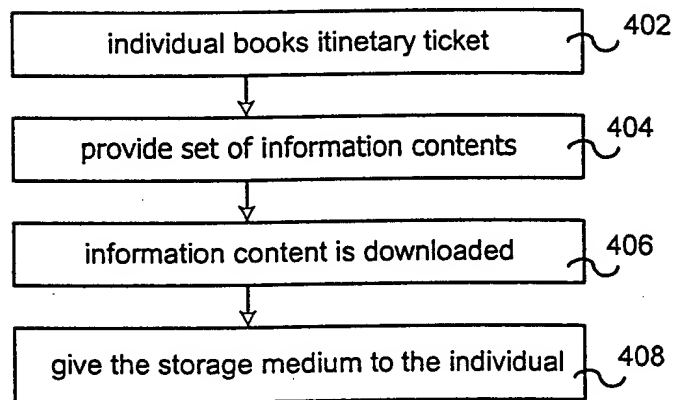 individual books itinetary ticket 402
provide set of information contents 404
information content is downloaded 406
give the storage medium to the individual 408